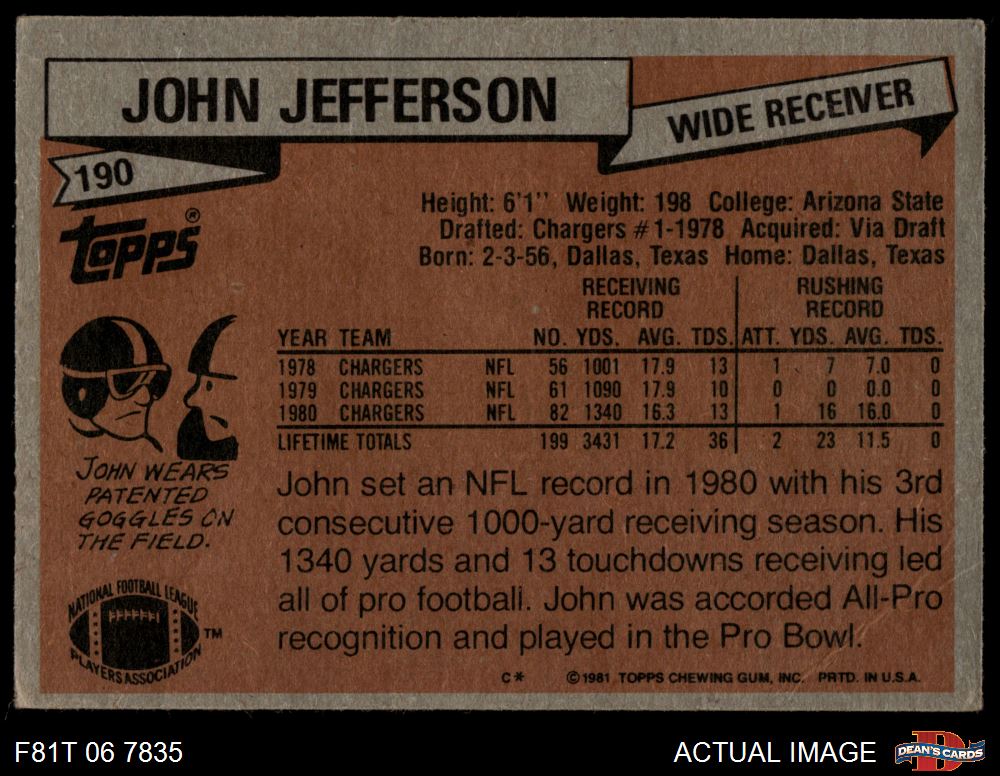 JOHN JEFFERSON
WIDE RECEIVER
190
TOPPS®
Height: 6'1'' Weight: 198 College: Arizona State
Drafted: Chargers #1-1978 Acquired: Via Draft
Born: 2-3-56, Dallas, Texas Home: Dallas, Texas
RECEIVING RECORD RUSHING RECORD
YEAR TEAM NO. YDS. AVG. TDS. ATT. YDS. AVG. TDS.
1978 CHARGERS NFL 56 1001 17.9 13 1 7 7.0 0
1979 CHARGERS NFL 61 1090 17.9 10 0 0 0.0 0
1980 CHARGERS NFL 82 1340 16.3 13 1 16 16.0 0
LIFETIME TOTALS 199 3431 17.2 36 2 23 11.5 0
JOHN WEARS
PATENTED
GOGGLES ON
THE FIELD.
John set an NFL record in 1980 with his 3rd
consecutive 1000-yard receiving season. His
1340 yards and 13 touchdowns receiving led
all of pro football. John was accorded All-Pro
recognition and played in the Pro Bowl.
NATIONAL FOOTBALL LEAGUE
PLAYERS ASSOCIATION
TM
C* ©1981 TOPPS CHEWING GUM, INC. PRTD. IN U.S.A.
F81T 06 7835
ACTUAL IMAGE
D
DEAN'S CARDS